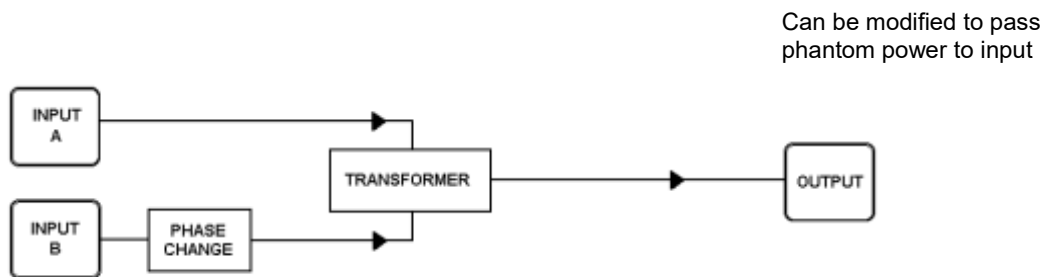 Can be modified to pass
phantom power to input
INPUT
A
TRANSFORMER
OUTPUT
INPUT
B
PHASE
CHANGE